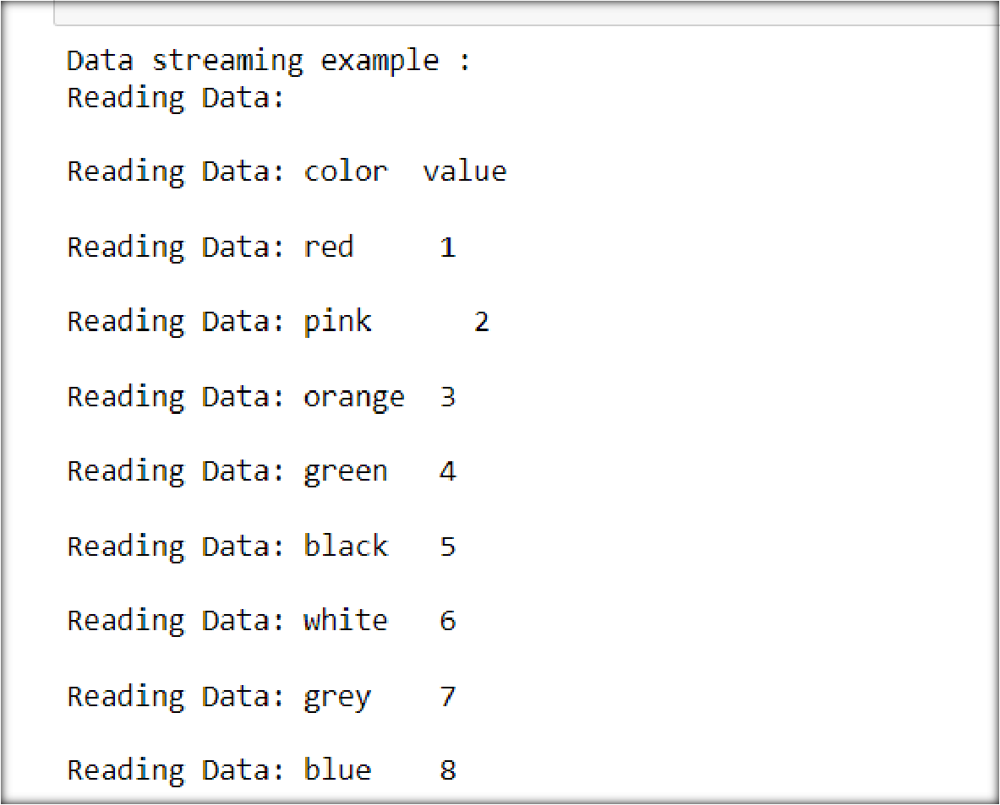 Data streaming example :
Reading Data:
Reading Data: color  value
Reading Data: red     1
Reading Data: pink      2
Reading Data: orange  3
Reading Data: green   4
Reading Data: black   5
Reading Data: white   6
Reading Data: grey    7
Reading Data: blue    8